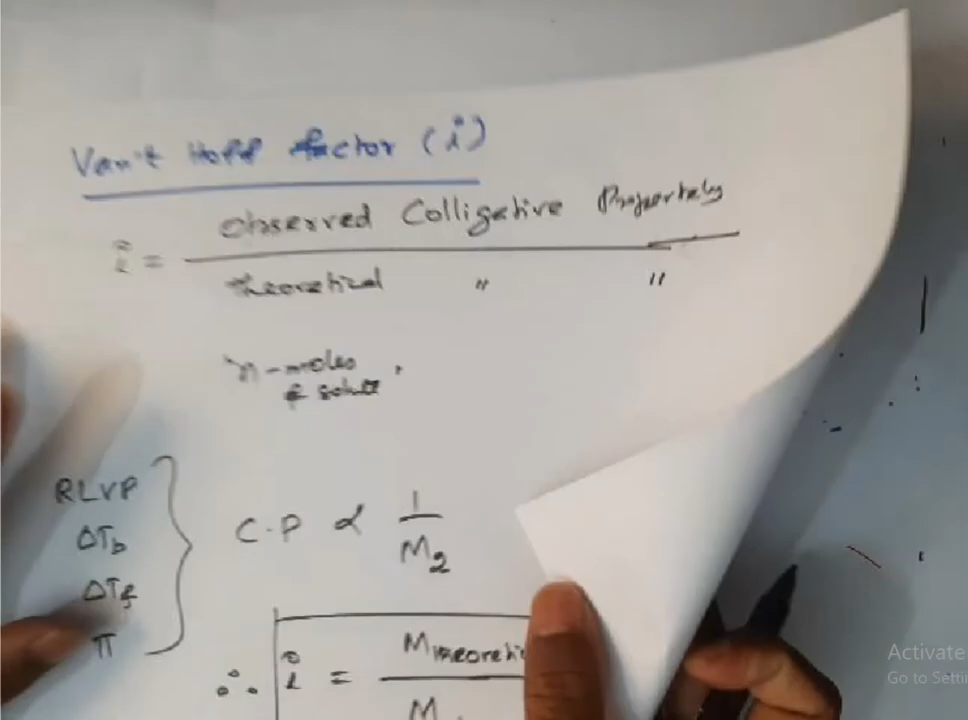 Van't Hoff factor (i)
i = Observed Colligative Propertely
theoretical " "
n - moles
of solute
RLVP
ΔTb
ΔTf
π
C.P ∝ 1
M2
∴ i = Mtheoreti
M
Activate
Go to Setti